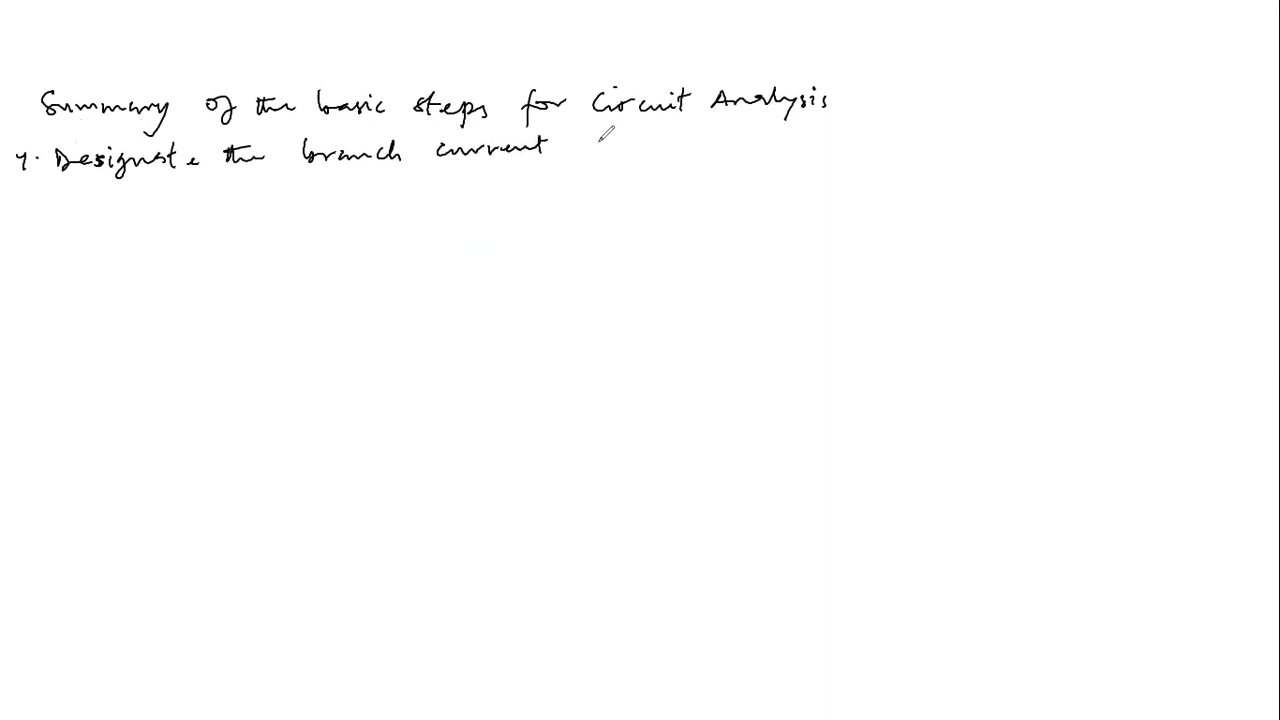 Summary of the basic steps for Circuit Analysis
1. Designate the branch current